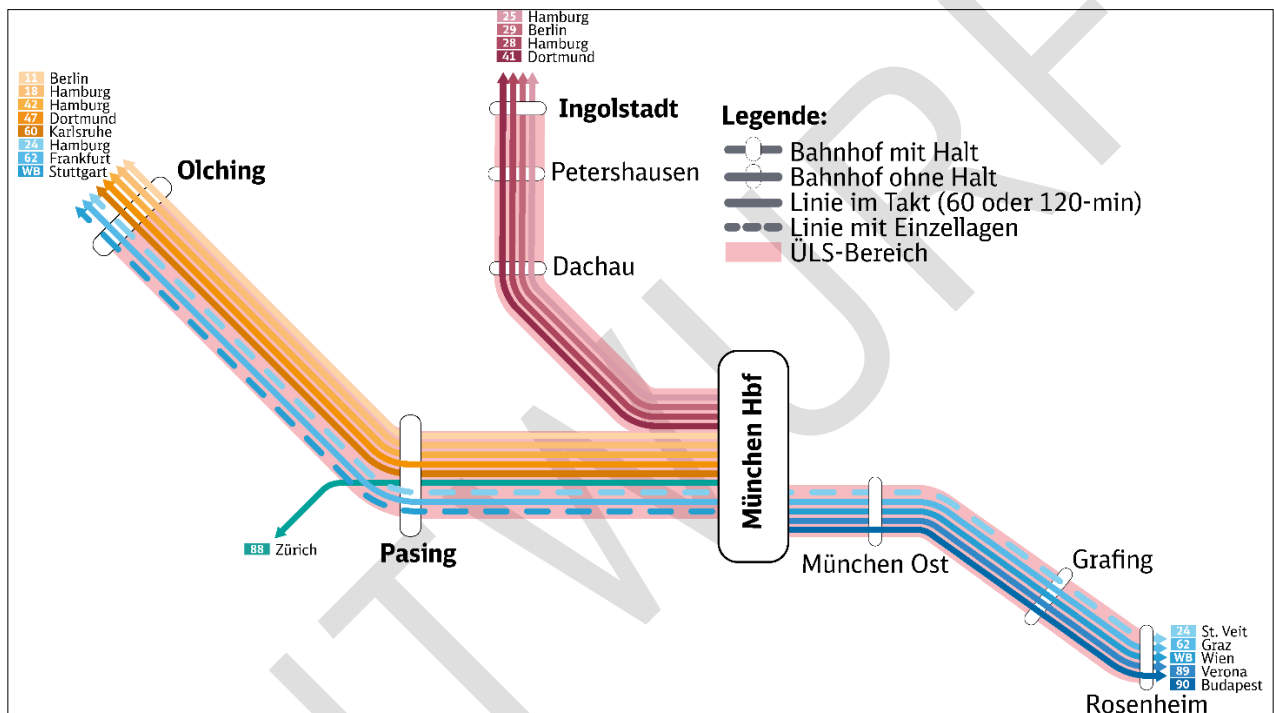 25 Hamburg
29 Berlin
28 Hamburg
41 Dortmund
11 Berlin
18 Hamburg
42 Hamburg
47 Dortmund
60 Karlsruhe
24 Hamburg
62 Frankfurt
WB Stuttgart
Olching
Ingolstadt
Petershausen
Dachau
Legende:
Bahnhof mit Halt
Bahnhof ohne Halt
Linie im Takt (60 oder 120-min)
Linie mit Einzellagen
ÜLS-Bereich
München Hbf
88 Zürich
Pasing
München Ost
Grafing
24 St. Veit
62 Graz
WB Wien
89 Verona
90 Budapest
Rosenheim
NTWURF